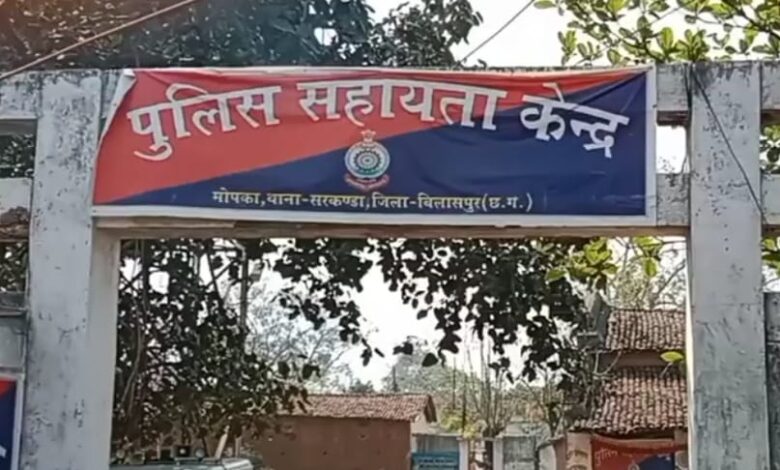 पुलिस सहायता केन्द्र
मोपका,थाना-सरकण्डा,जिला-बिलासपुर(छ.ग.)